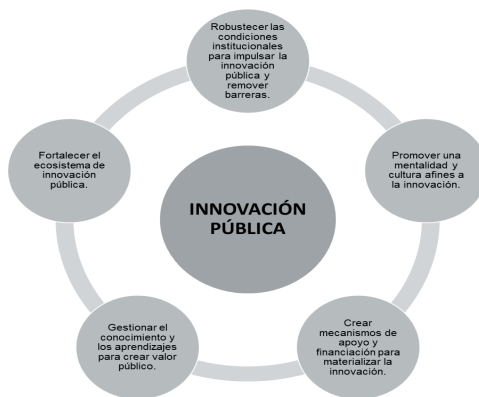 Robustecer las
condiciones
institucionales
para impulsar la
innovación
pública y
remover
barreras.
Promover una
mentalidad y
cultura afines a
la innovación.
Crear
mecanismos de
apoyo y
financiación para
materializar la
innovación.
Gestionar el
conocimiento y
los aprendizajes
para crear valor
público.
Fortalecer el
ecosistema de
innovación
pública.
INNOVACIÓN
PÚBLICA